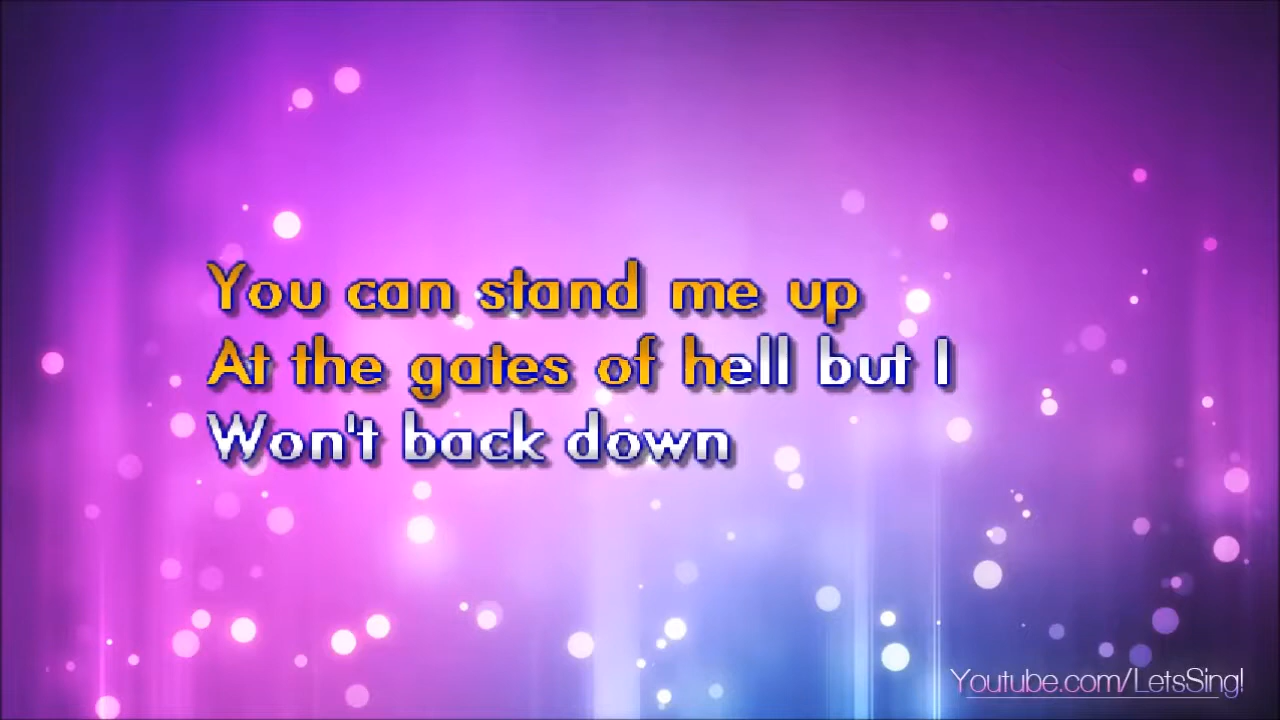 You can stand me up
At the gates of hell but I
Won't back down
Youtube.com/LetsSing!